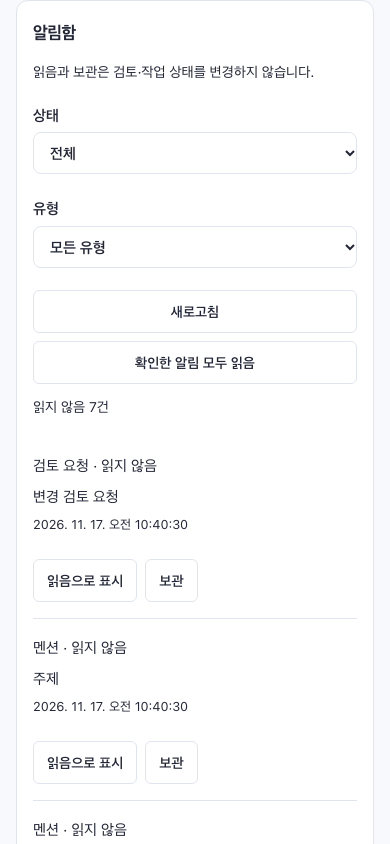 알림함
읽음과 보관은 검토·작업 상태를 변경하지 않습니다.
상태
전체
유형
모든 유형
새로고침
확인한 알림 모두 읽음
읽지 않음 7건
검토 요청 · 읽지 않음
변경 검토 요청
2026. 11. 17. 오전 10:40:30
읽음으로 표시 보관
멘션 · 읽지 않음
주제
2026. 11. 17. 오전 10:40:30
읽음으로 표시 보관
멘션 · 읽지 않음